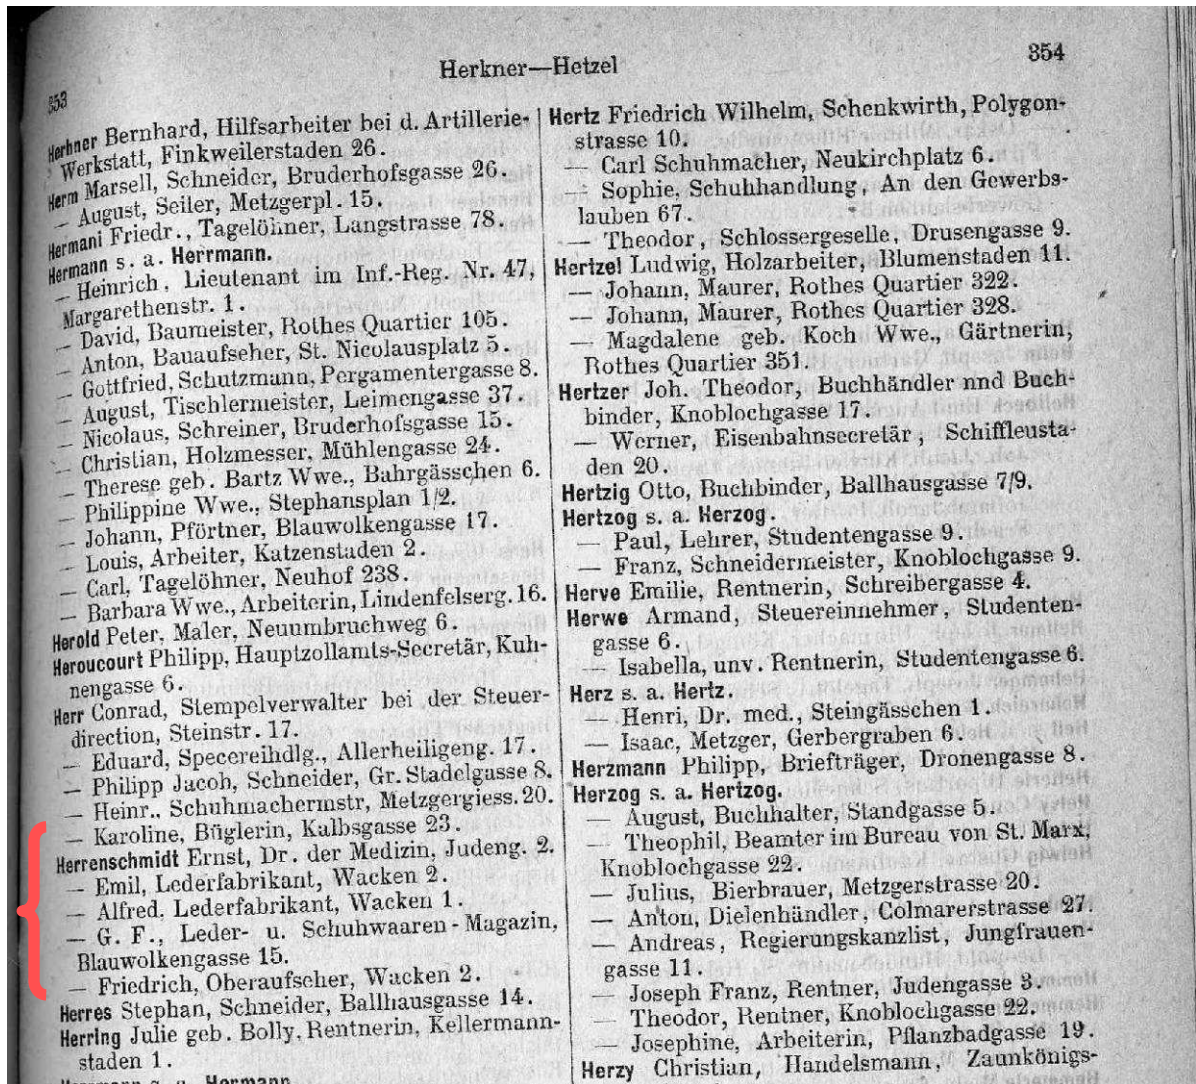 Herkner—Hetzel
354
353
Herkner Bernhard, Hilfsarbeiter bei d. Artillerie-
Werkstatt, Finkweilerstaden 26.
Herm Marsell, Schneider, Bruderhofsgasse 26.
— August, Seiler, Metzgerpl. 15.
Hermani Friedr., Tagelöhner, Langstrasse 78.
Hermann s. a. Herrmann.
— Heinrich, Lieutenant im Inf.-Reg. Nr. 47,
Margarethenstr. 1.
— David, Baumeister, Rothes Quartier 105.
— Anton, Bauaufseher, St. Nicolausplatz 5.
— Gottfried, Schutzmann, Pergamentergasse 8.
— August, Tischlermeister, Leimengasse 37.
— Nicolaus, Schreiner, Bruderhofsgasse 15.
— Christian, Holzmesser, Mühlengasse 24.
— Therese geb. Bartz Wwe., Bahrgässchen 6.
— Philippine Wwe., Stephansplan 1/2.
— Johann, Pförtner, Blauwolkengasse 17.
— Louis, Arbeiter, Katzenstaden 2.
— Carl, Tagelöhner, Neuhof 238.
— Barbara Wwe., Arbeiterin, Lindenfelserg. 16.
Herold Peter, Maler, Neuumbruchweg 6.
Heroucourt Philipp, Hauptzollamts-Secretär, Kuh-
nengasse 6.
Herr Conrad, Stempelverwalter bei der Steuer-
direction, Steinstr. 17.
— Eduard, Specereihdlg., Allerheiligeng. 17.
— Philipp Jacob, Schneider, Gr. Stadelgasse 8.
— Heinr., Schuhmachermstr, Metzgergiess. 20.
— Karoline, Büglerin, Kalbsgasse 23.
Herrenschmidt Ernst, Dr. der Medizin, Judeng. 2.
— Emil, Lederfabrikant, Wacken 2.
— Alfred, Lederfabrikant, Wacken 1.
— G. F., Leder- u. Schuhwaaren-Magazin,
Blauwolkengasse 15.
— Friedrich, Oberaufseher, Wacken 2.
Herres Stephan, Schneider, Ballhausgasse 14.
Herring Julie geb. Bolly, Rentnerin, Kellermann-
staden 1.
Herrmann s. a. Hermann.
Hertz Friedrich Wilhelm, Schenkwirth, Polygon-
strasse 10.
— Carl Schuhmacher, Neukirchplatz 6.
— Sophie, Schuhhandlung, An den Gewerbs-
lauben 67.
— Theodor, Schlossergeselle, Drusengasse 9.
Hertzel Ludwig, Holzarbeiter, Blumenstaden 11.
— Johann, Maurer, Rothes Quartier 322.
— Johann, Maurer, Rothes Quartier 328.
— Magdalene geb. Koch Wwe., Gärtnerin,
Rothes Quartier 351.
Hertzer Joh. Theodor, Buchhändler nnd Buch-
binder, Knoblochgasse 17.
— Werner, Eisenbahnsecretär, Schiffleusta-
den 20.
Hertzig Otto, Buchbinder, Ballhausgasse 7/9.
Hertzog s. a. Herzog.
— Paul, Lehrer, Studentengasse 9.
— Franz, Schneidermeister, Knoblochgasse 9.
Herve Emilie, Rentnerin, Schreibergasse 4.
Herwe Armand, Steuereinnehmer, Studenten-
gasse 6.
— Isabella, unv. Rentnerin, Studentengasse 6.
Herz s. a. Hertz.
— Henri, Dr. med., Steingässchen 1.
— Isaac, Metzger, Gerbergraben 6.
Herzmann Philipp, Briefträger, Dronengasse 8.
Herzog s. a. Hertzog.
— August, Buchhalter, Standgasse 5.
— Theophil, Beamter im Bureau von St. Marx,
Knoblochgasse 22.
— Julius, Bierbrauer, Metzgerstrasse 20.
— Anton, Dielenhändler, Colmarerstrasse 27.
— Andreas, Regierungskanzlist, Jungfrauen-
gasse 11.
— Joseph Franz, Rentner, Judengasse 3.
— Theodor, Rentner, Knoblochgasse 22.
— Josephine, Arbeiterin, Pflanzbadgasse 19.
Herzy Christian, Handelsmann, Zaunkönigs-